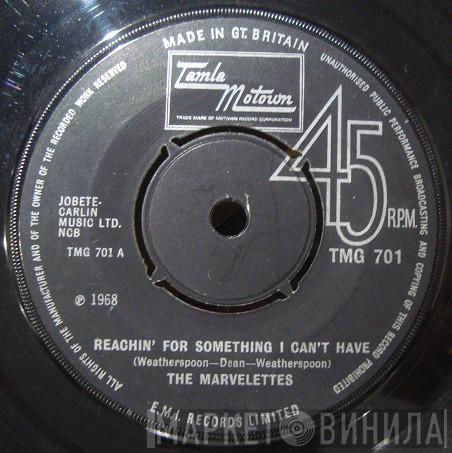 MADE IN GT. BRITAIN
UNAUTHORISED PUBLIC PERFORMANCE BROADCASTING AND COPYING OF THIS RECORD PROHIBITED
ALL RIGHTS OF THE MANUFACTURER AND OF THE OWNER OF THE RECORDED WORK RESERVED
Tamla
Motown
TRADE MARK OF MOTOWN RECORD CORPORATION
45
R.P.M.
JOBETE-
CARLIN
MUSIC LTD.
NCB
TMG 701 A
TMG 701
℗ 1968
REACHIN' FOR SOMETHING I CAN'T HAVE
(Weatherspoon—Dean—Weatherspoon)
THE MARVELETTES
E.M.I. RECORDS LIMITED
МАРКЕТ ВИНИЛА